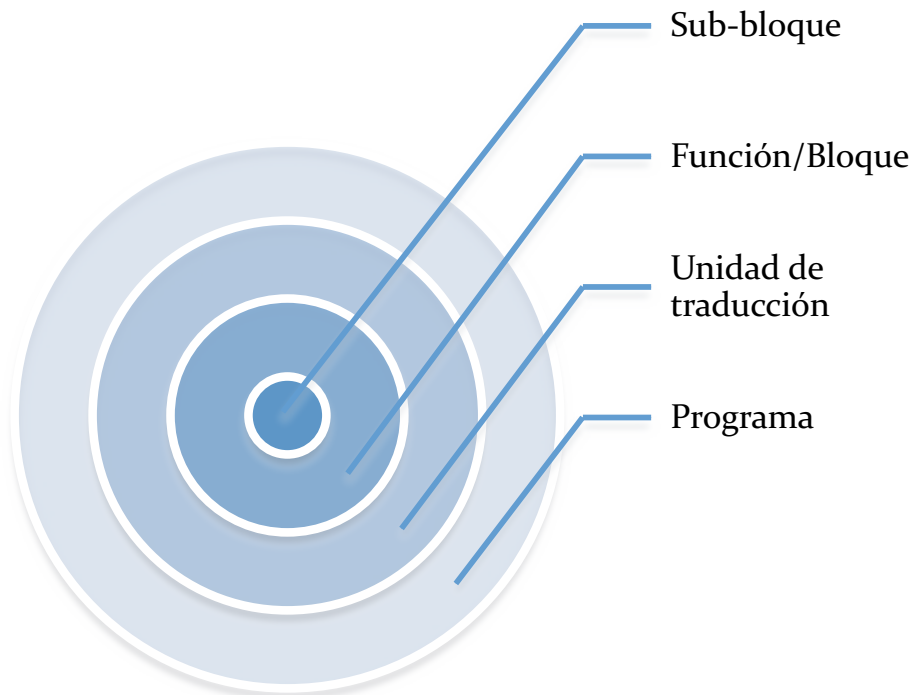 Sub-bloque
Función/Bloque
Unidad de
traducción
Programa